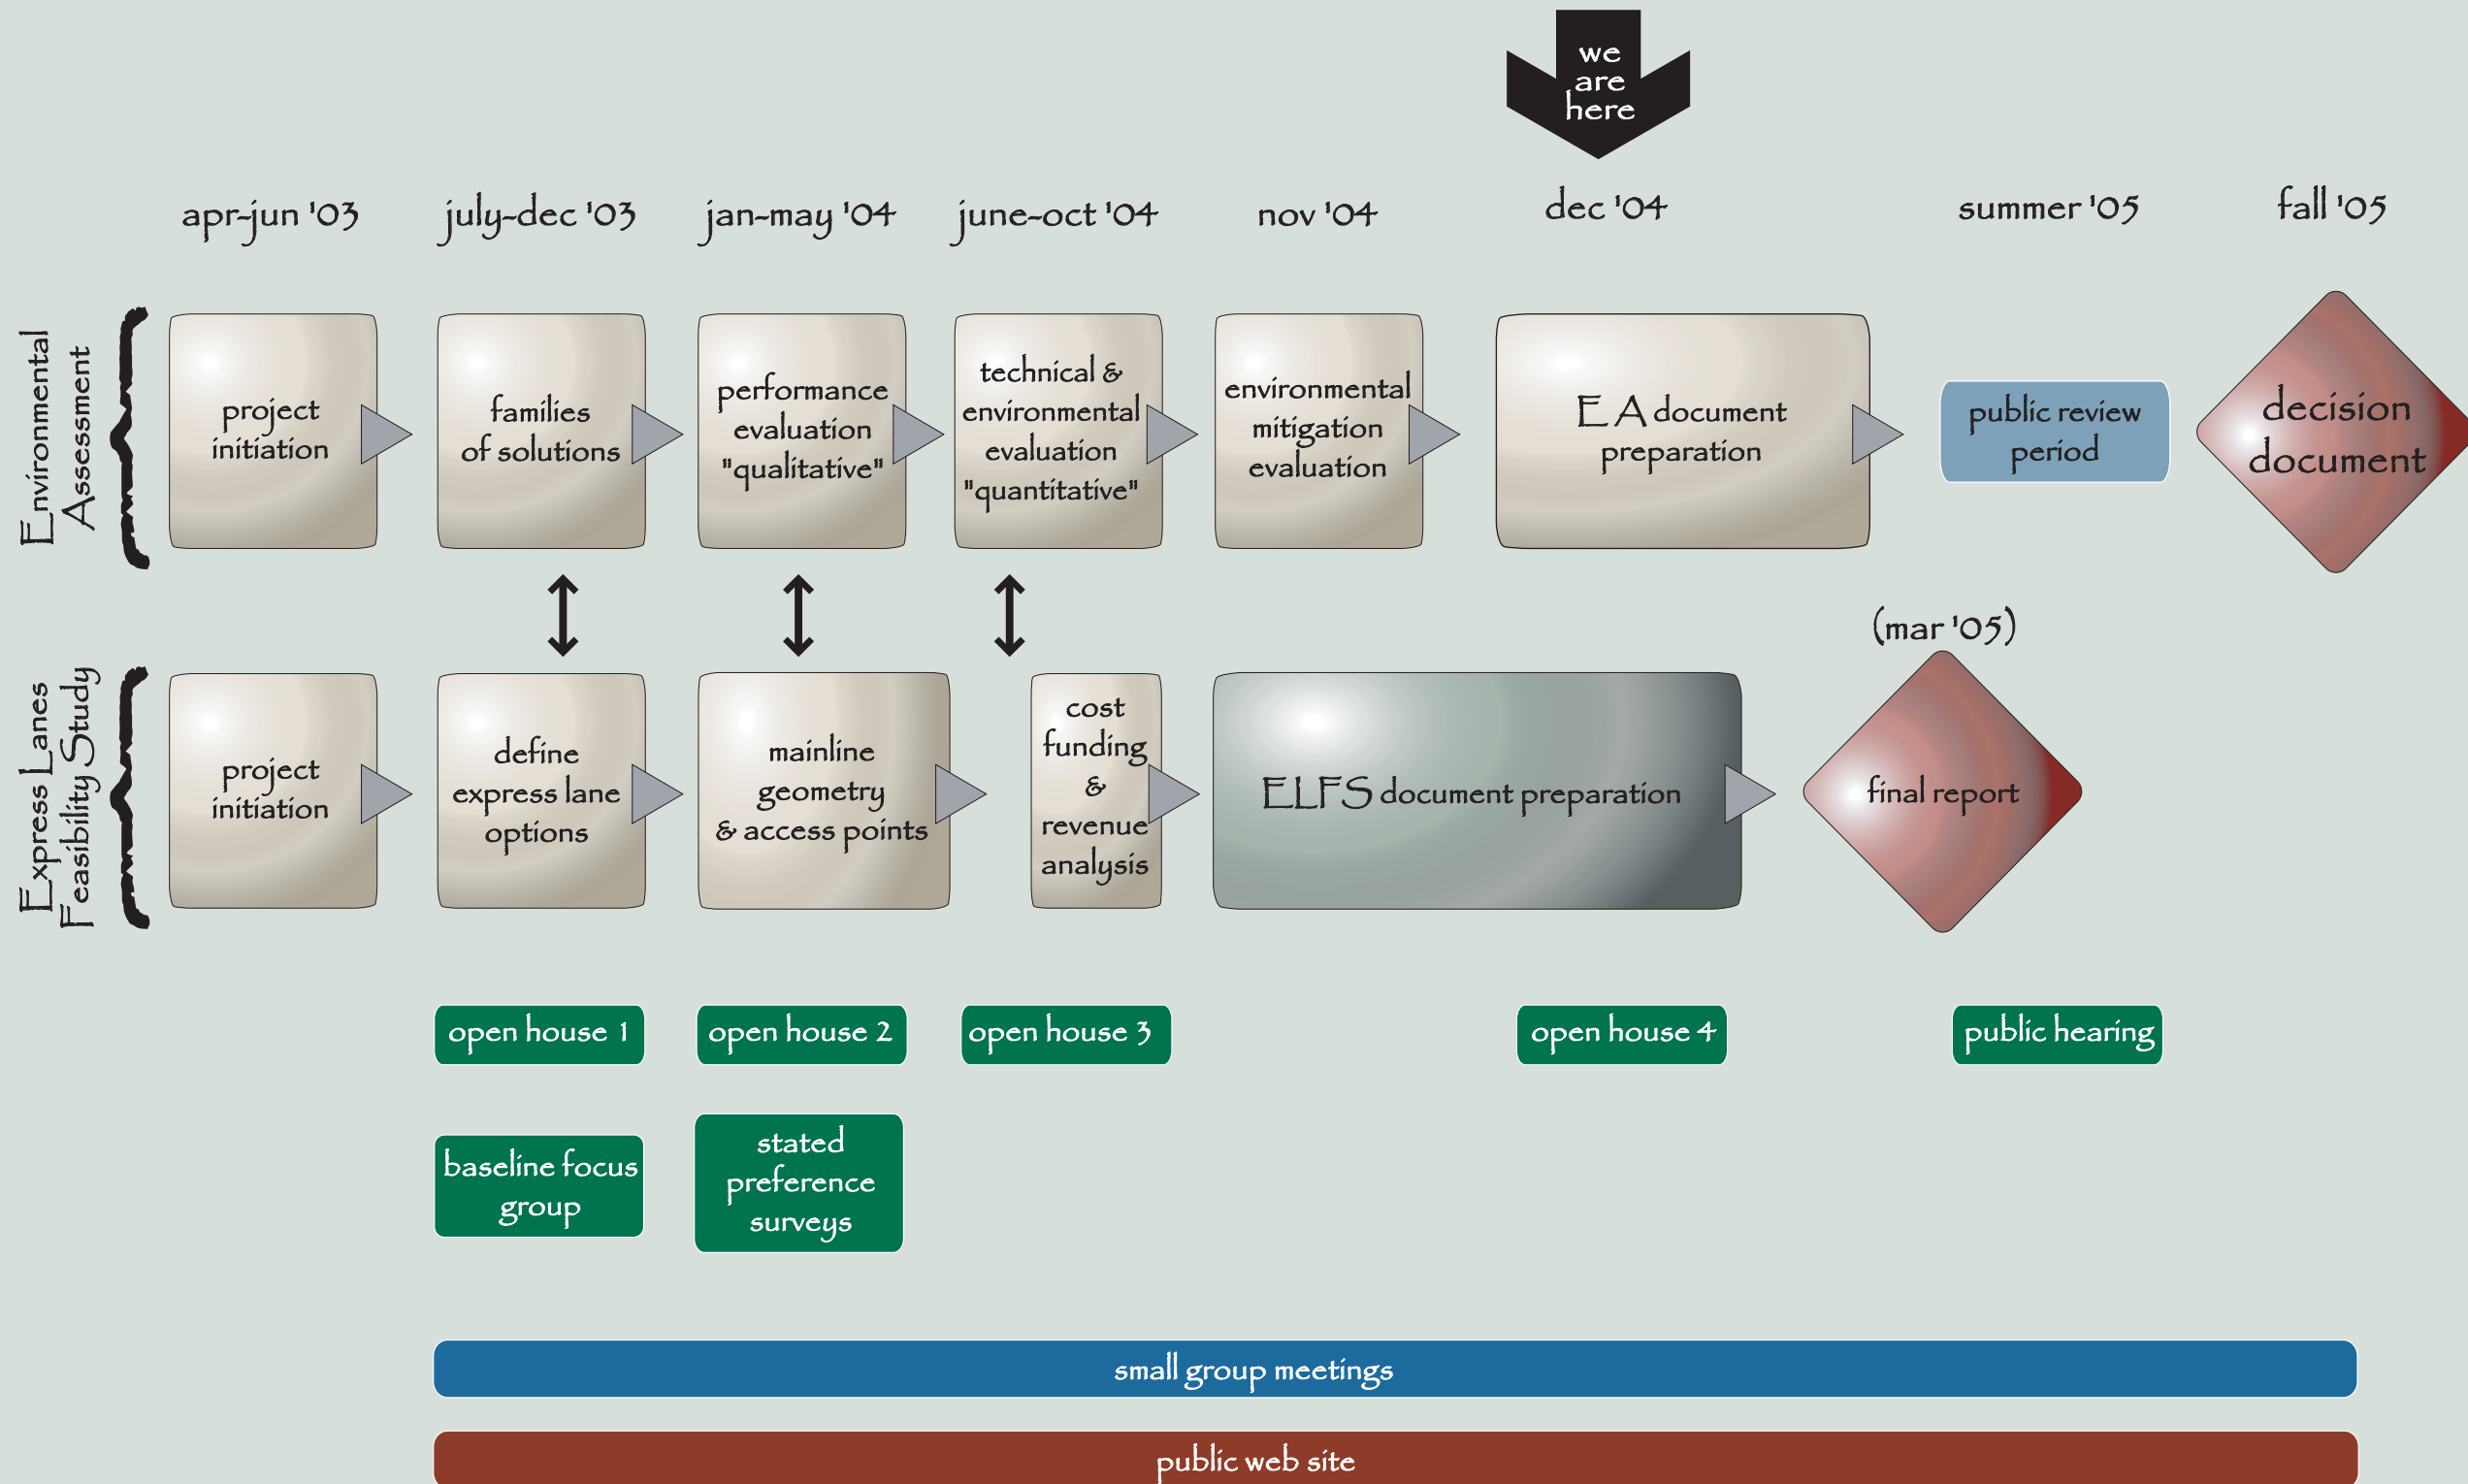 we
are
here
apr-jun '03
july-dec '03
jan-may '04
june-oct '04
nov '04
dec '04
summer '05
fall '05
Environmental
Assessment
project
initiation
families
of solutions
performance
evaluation
"qualitative"
technical &
environmental
evaluation
"quantitative"
environmental
mitigation
evaluation
EA document
preparation
public review
period
decision
document
(mar '05)
Express Lanes
Feasibility Study
project
initiation
define
express lane
options
mainline
geometry
& access points
cost
funding
&
revenue
analysis
ELFS document preparation
final report
open house 1
open house 2
open house 3
open house 4
public hearing
baseline focus
group
stated
preference
surveys
small group meetings
public web site